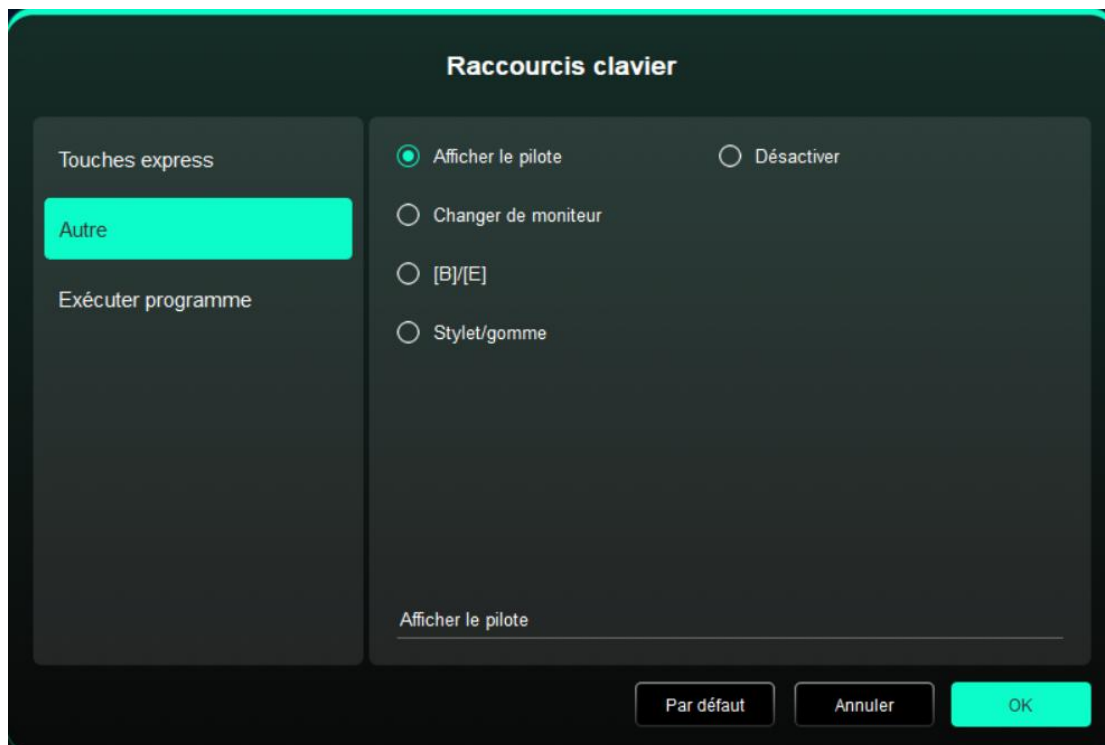 Raccourcis clavier
Touches express
Autre
Exécuter programme
Afficher le pilote
Désactiver
Changer de moniteur
[B]/[E]
Stylet/gomme
Afficher le pilote
Par défaut
Annuler
OK